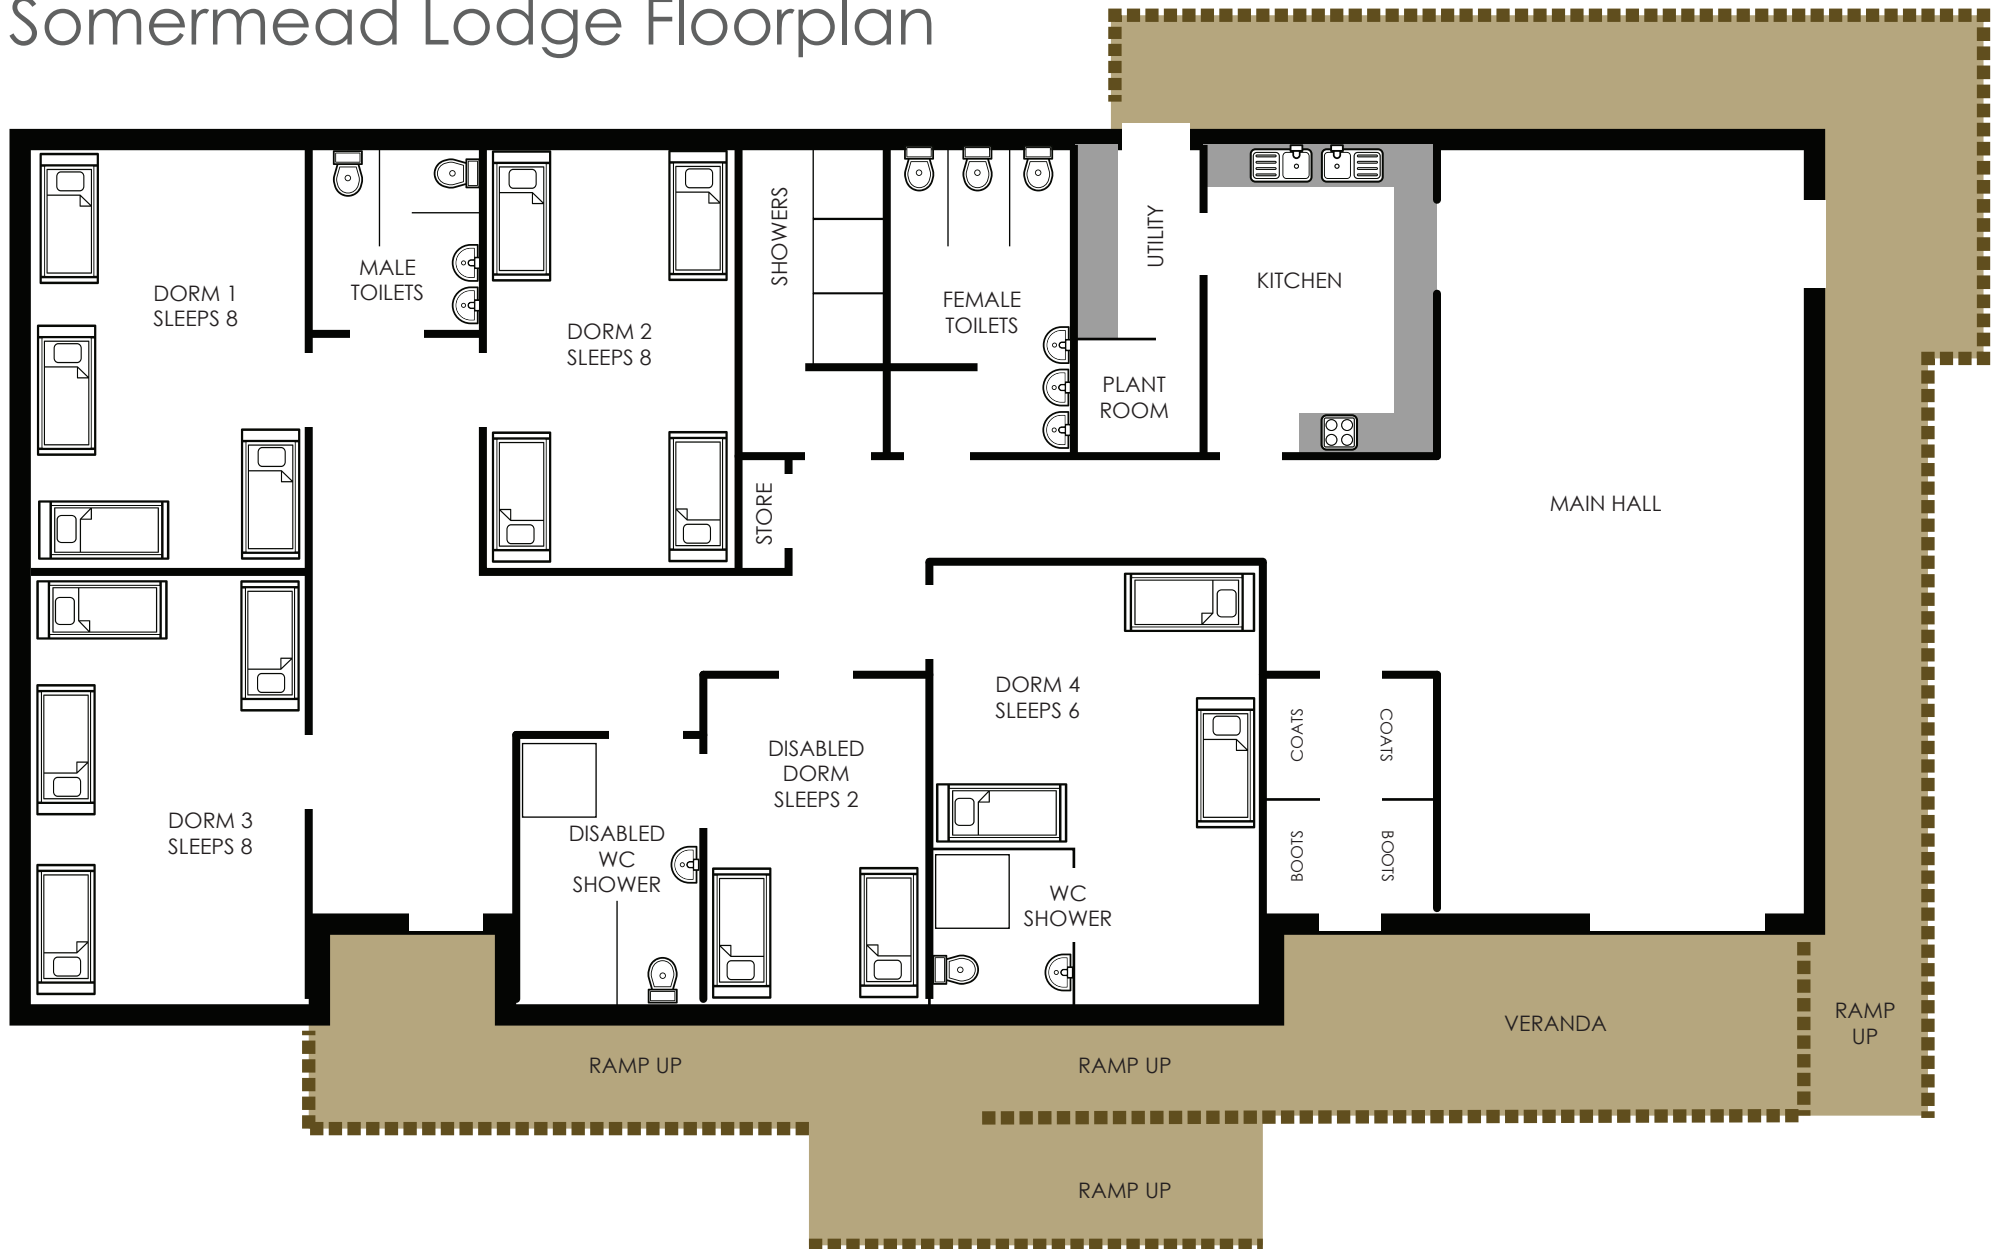 Somermead Lodge Floorplan
DORM 1
SLEEPS 8
MALE
TOILETS
DORM 2
SLEEPS 8
SHOWERS
FEMALE
TOILETS
UTILITY
KITCHEN
PLANT
ROOM
STORE
MAIN HALL
DORM 3
SLEEPS 8
DISABLED
WC
SHOWER
DISABLED
DORM
SLEEPS 2
DORM 4
SLEEPS 6
WC
SHOWER
COATS
COATS
BOOTS
BOOTS
VERANDA
RAMP
UP
RAMP UP
RAMP UP
RAMP UP